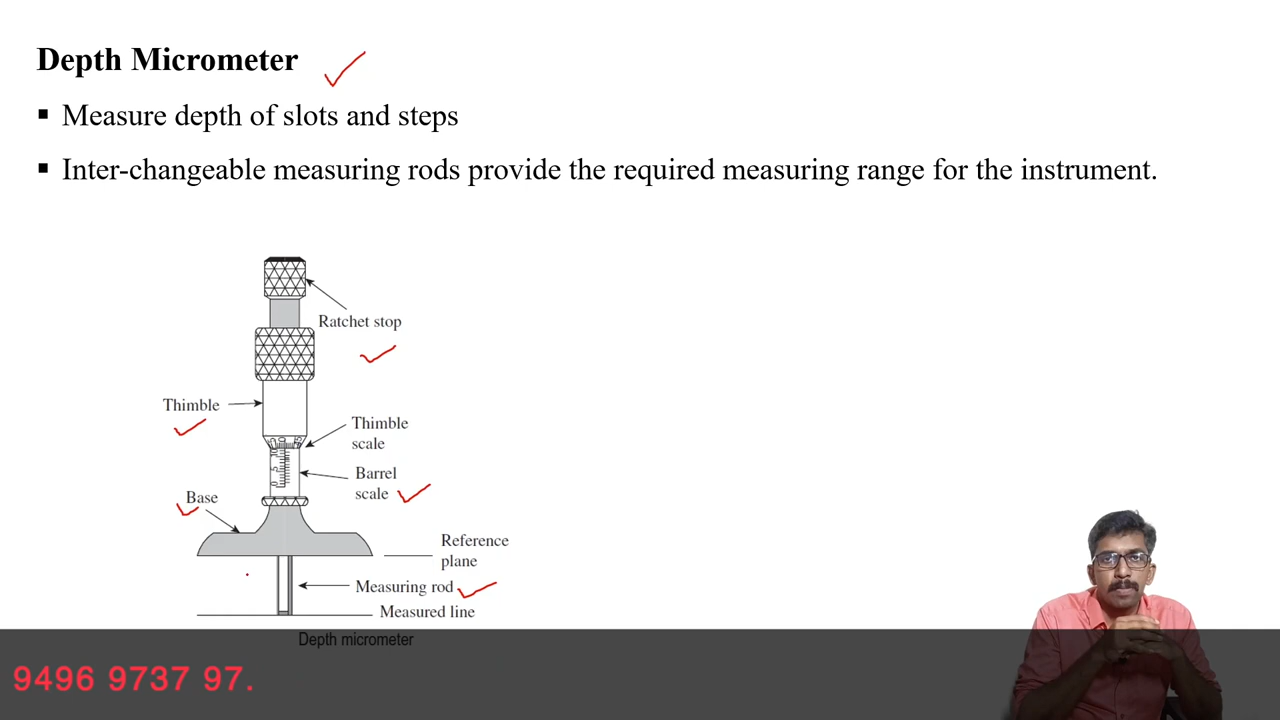 Depth Micrometer
▪ Measure depth of slots and steps
▪ Inter-changeable measuring rods provide the required measuring range for the instrument.
Ratchet stop
Thimble
Thimble
scale
Barrel
scale
Base
Reference
plane
Measuring rod
Measured line
Depth micrometer
9496 9737 97.